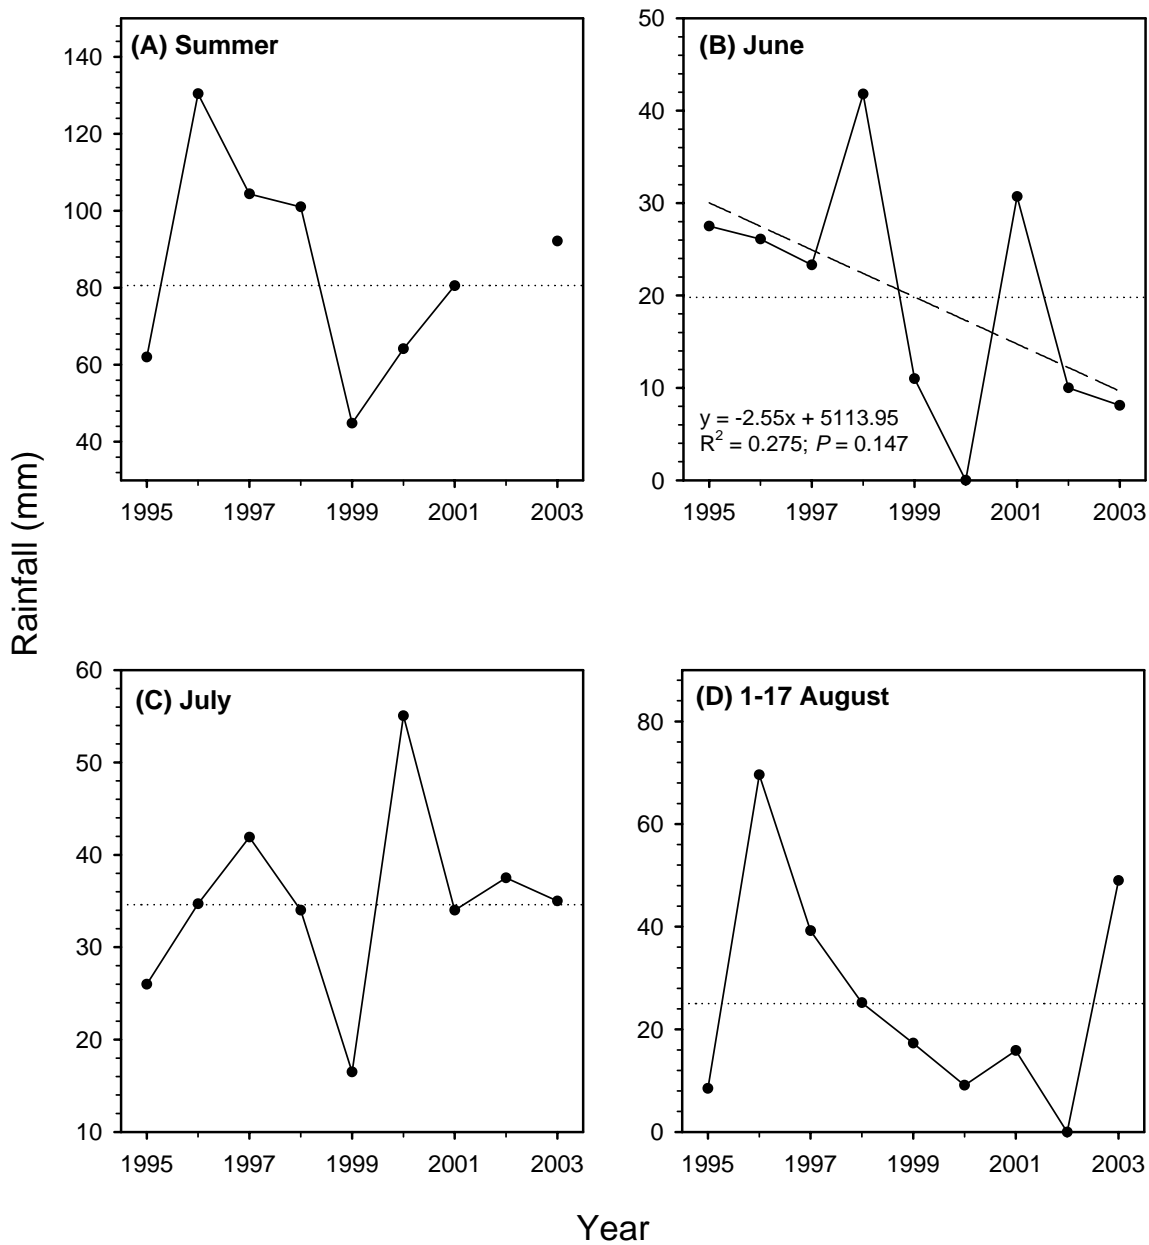 (A) Summer
140
120
100
80
60
40
1995 1997 1999 2001 2003
(B) June
50
40
30
20
10
0
y = -2.55x + 5113.95
R² = 0.275; P = 0.147
1995 1997 1999 2001 2003
Rainfall (mm)
(C) July
60
50
40
30
20
10
1995 1997 1999 2001 2003
(D) 1-17 August
80
60
40
20
0
1995 1997 1999 2001 2003
Year